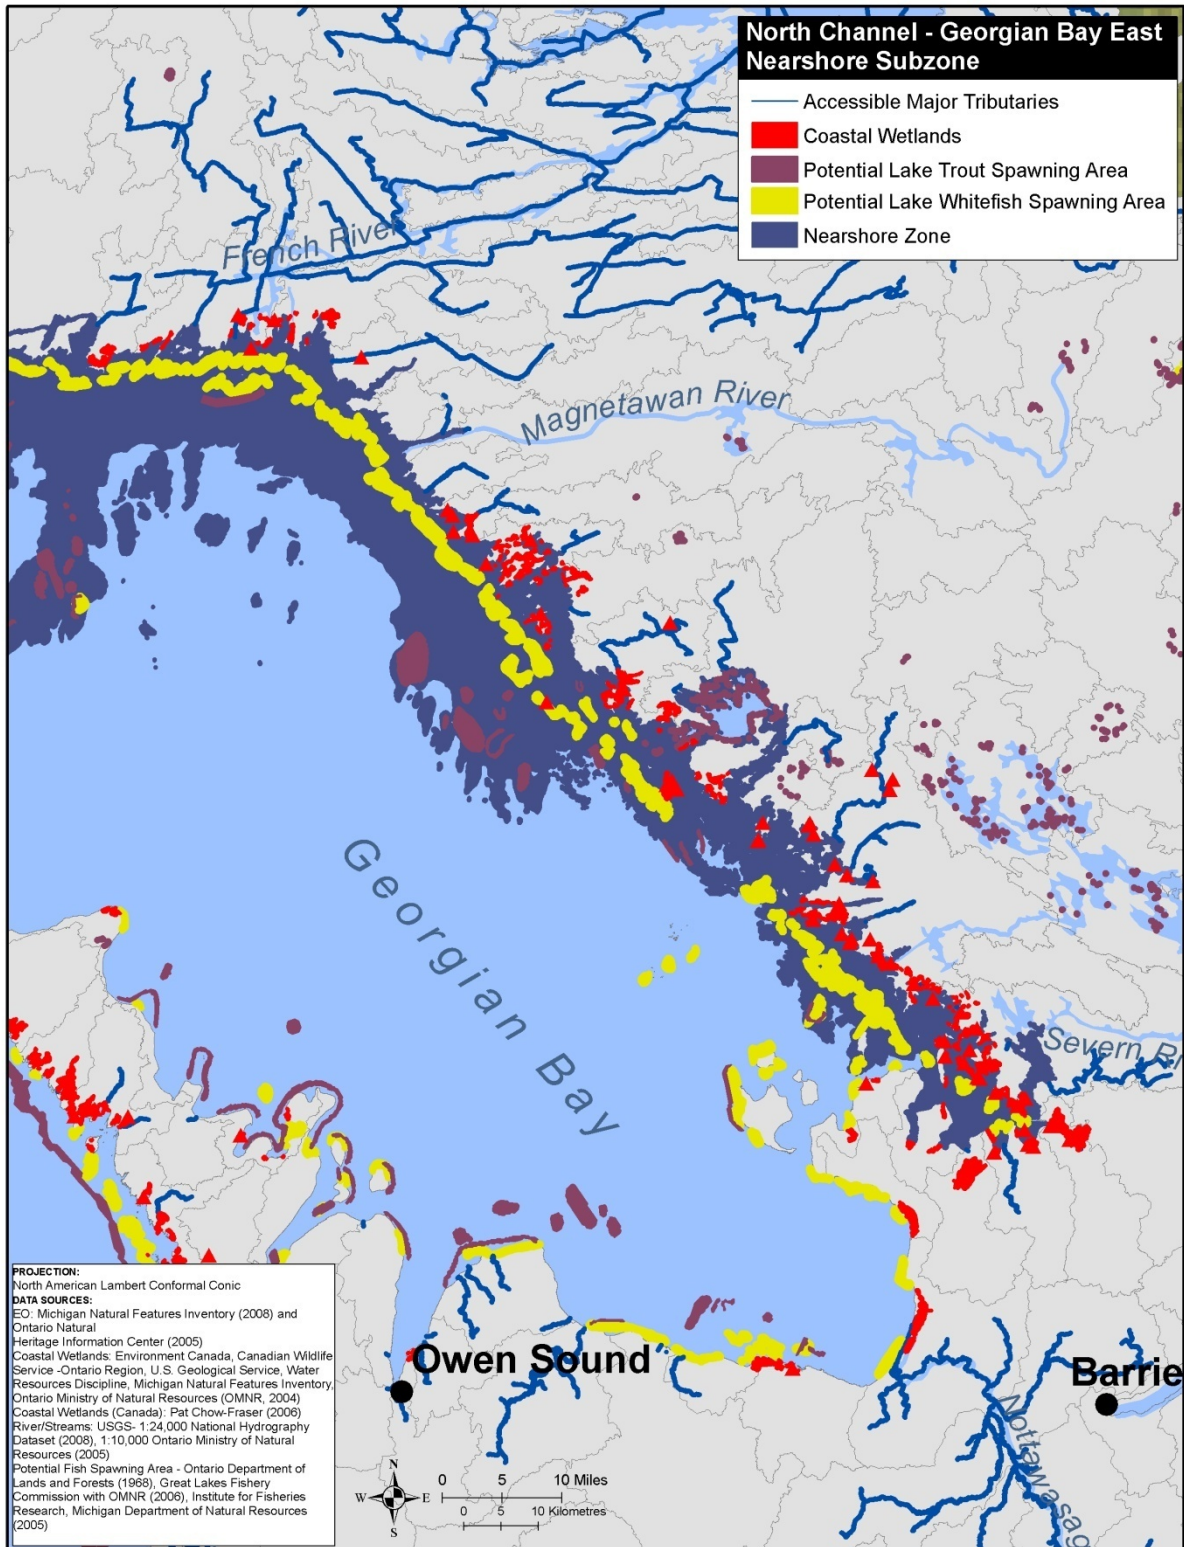 North Channel - Georgian Bay East
Nearshore Subzone
Accessible Major Tributaries
Coastal Wetlands
Potential Lake Trout Spawning Area
Potential Lake Whitefish Spawning Area
Nearshore Zone
French River
Magnetawan River
Georgian Bay
Severn Ri
Owen Sound
Barrie
Nottawasag
PROJECTION:
North American Lambert Conformal Conic
DATA SOURCES:
EO: Michigan Natural Features Inventory (2008) and
Ontario Natural
Heritage Information Center (2005)
Coastal Wetlands: Environment Canada, Canadian Wildlife
Service -Ontario Region, U.S. Geological Service, Water
Resources Discipline, Michigan Natural Features Inventory,
Ontario Ministry of Natural Resources (OMNR, 2004)
Coastal Wetlands (Canada): Pat Chow-Fraser (2006)
River/Streams: USGS- 1:24,000 National Hydrography
Dataset (2008), 1:10,000 Ontario Ministry of Natural
Resources (2005)
Potential Fish Spawning Area - Ontario Department of
Lands and Forests (1968), Great Lakes Fishery
Commission with OMNR (2006), Institute for Fisheries
Research, Michigan Department of Natural Resources
(2005)
N
W E
S
0 5 10 Miles
0 5 10 Kilometres